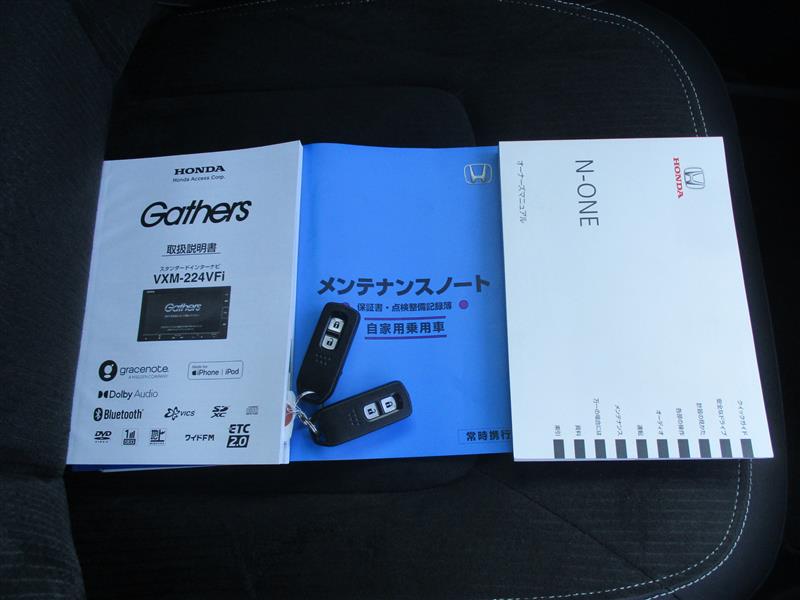 HONDA
Honda Access Corp.
Gathers
取扱説明書
スタンダードインターナビ
VXM-224VFi
Gathers
gracenote
A NIELSEN COMPANY
Made for
iPhone | iPod
Dolby Audio
Bluetooth
VICS
SD XC
DVD
ワイドFM
ETC 2.0
メンテナンスノート
保証書・点検整備記録簿
自家用乗用車
常時携行
HONDA
N-ONE
オーナーズマニュアル
クイックガイド
安全なドライブ
計器の見かた
各部の操作
オーディオ
運転
メンテナンス
万一の場合には
資料
索引